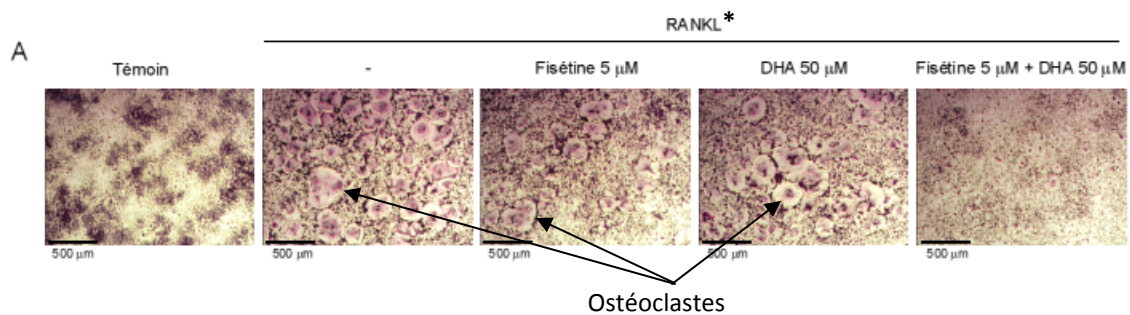 RANKL*
A
Témoin
-
Fisétine 5 µM
DHA 50 µM
Fisétine 5 µM + DHA 50 µM
500 µm
500 µm
500 µm
500 µm
500 µm
Ostéoclastes